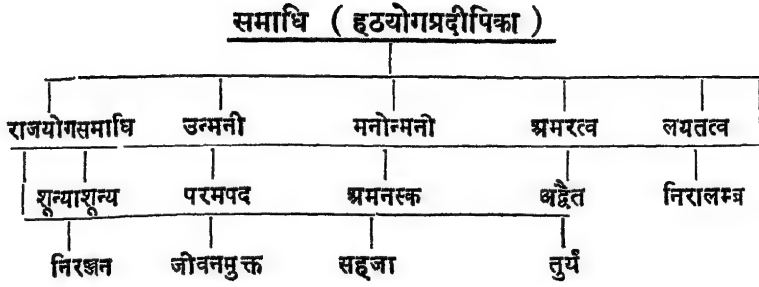 समाधि ( हठयोगप्रदीपिका )
राजयोगसमाधि उन्मनी मनोन्मनो अमरत्व लयतत्व
शून्याशून्य परमपद अमनस्क अद्वैत निरालम्ब
निरञ्जन जीवनमुक्त सहजा तुर्य